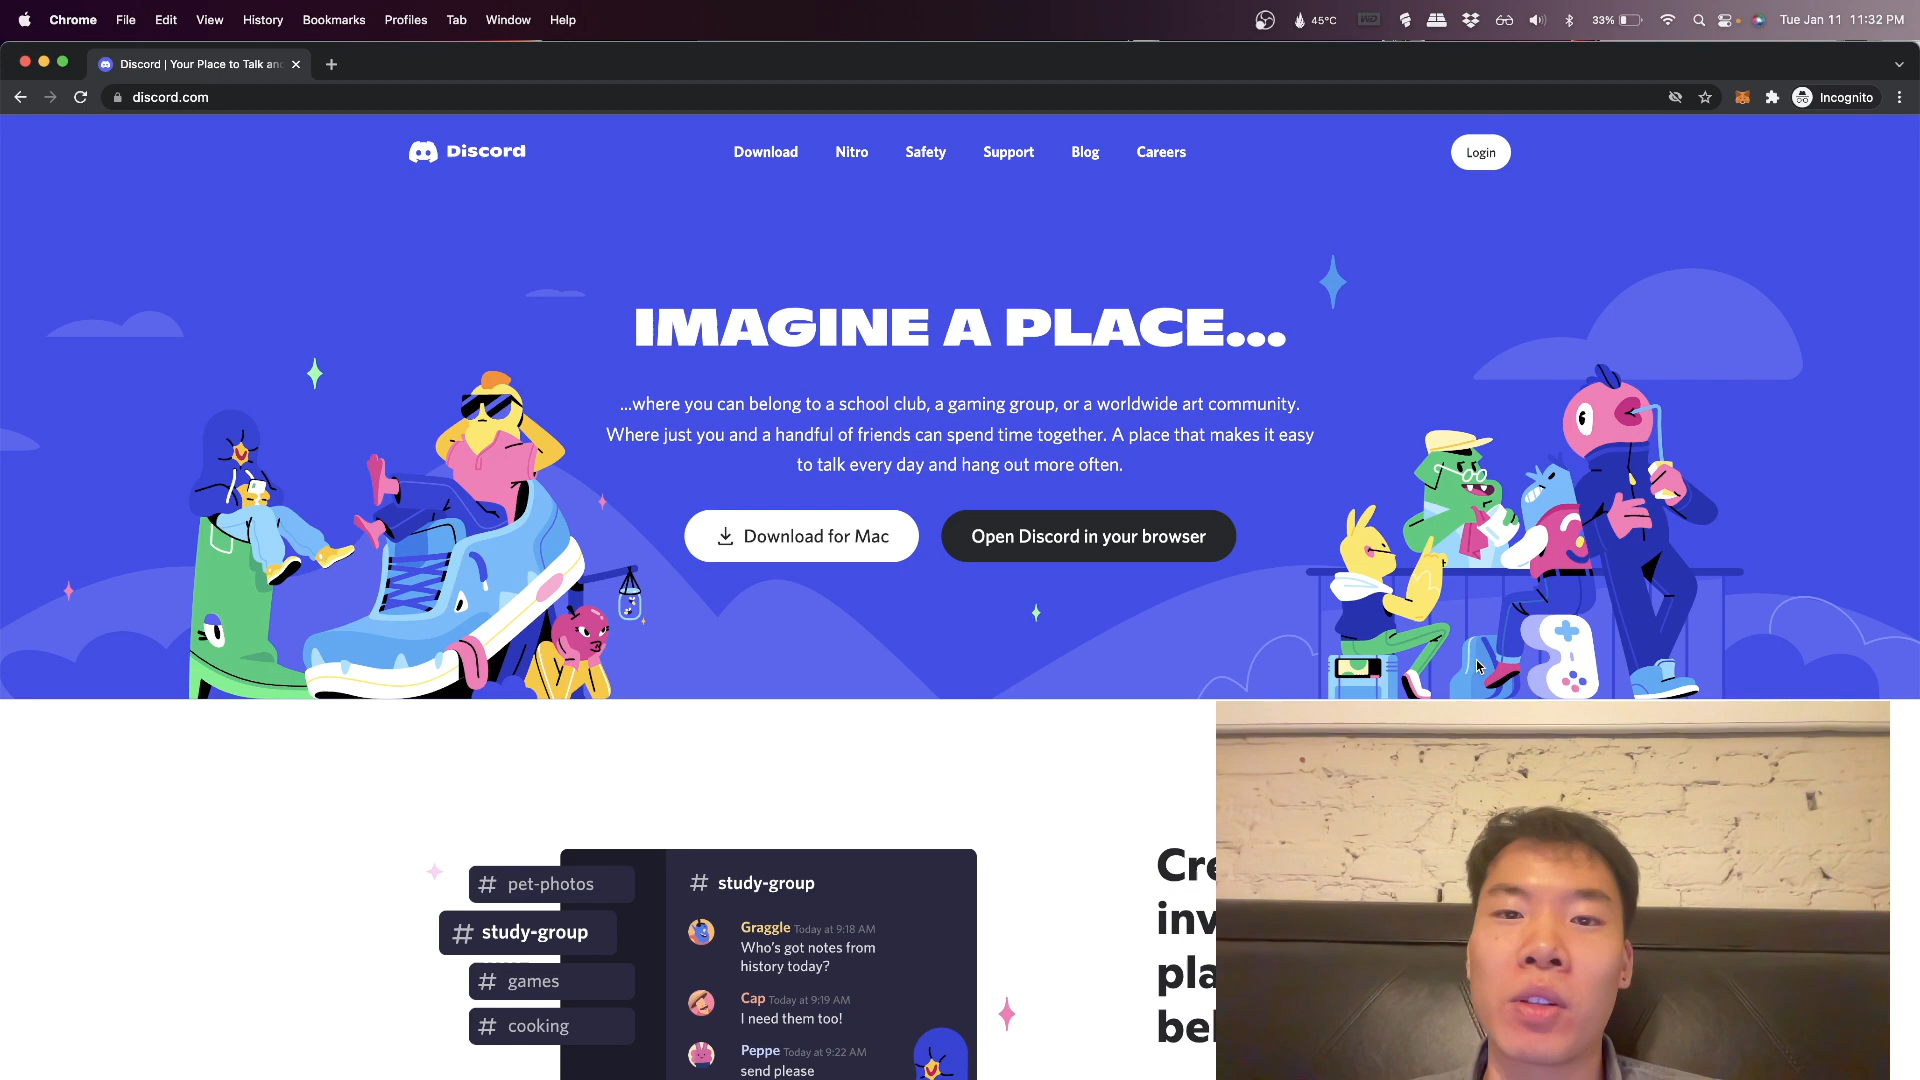 Chrome File Edit View History Bookmarks Profiles Tab Window Help 45°C 33% Tue Jan 11 11:32 PM
Discord | Your Place to Talk and
discord.com Incognito
Discord Download Nitro Safety Support Blog Careers Login
IMAGINE A PLACE...
...where you can belong to a school club, a gaming group, or a worldwide art community.
Where just you and a handful of friends can spend time together. A place that makes it easy
to talk every day and hang out more often.
Download for Mac Open Discord in your browser
# pet-photos
# study-group
# games
# cooking
# study-group
Graggle Today at 9:18 AM
Who's got notes from
history today?
Cap Today at 9:19 AM
I need them too!
Peppe Today at 9:22 AM
send please
Cre
inv
pla
bel